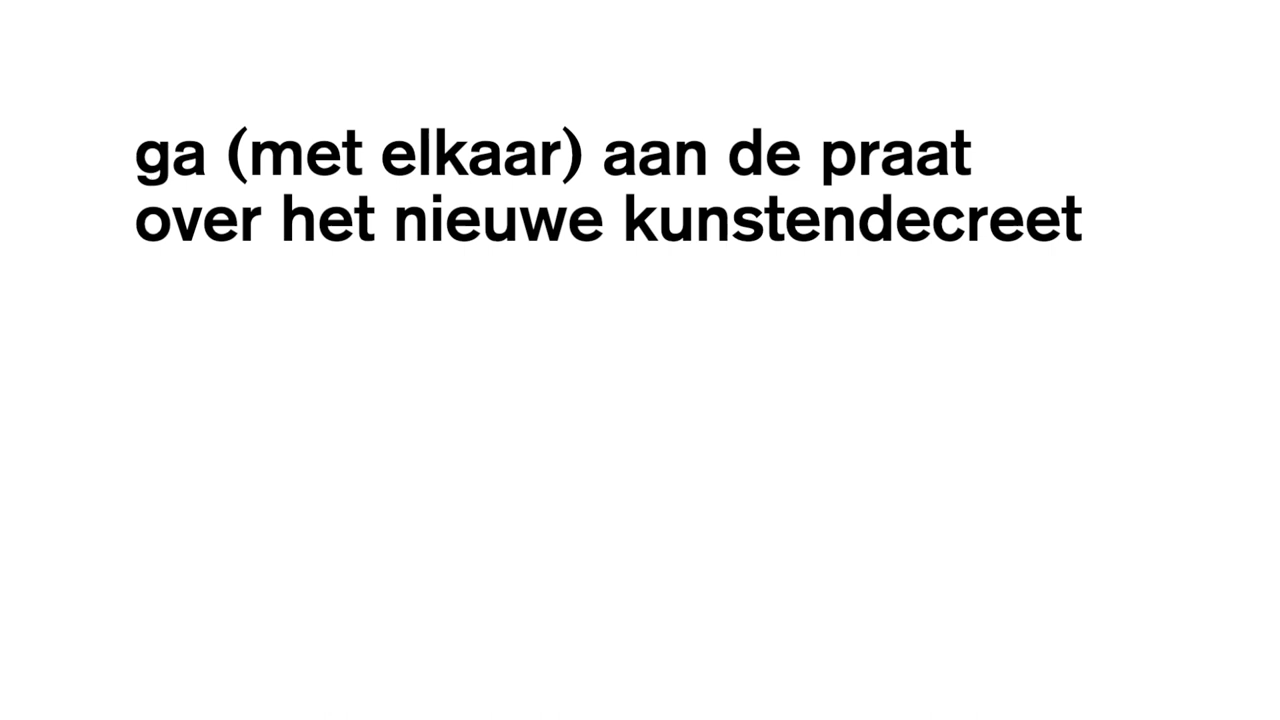 ga (met elkaar) aan de praat
over het nieuwe kunstendecreet